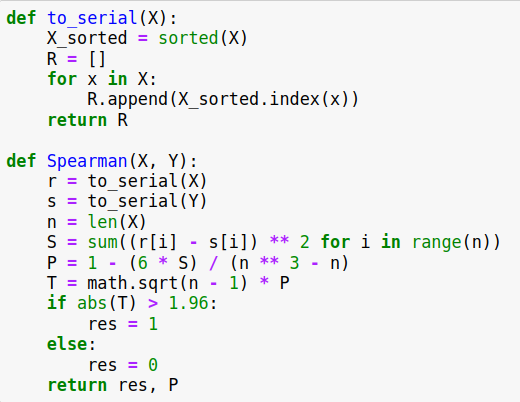 def to_serial(X):
    X_sorted = sorted(X)
    R = []
    for x in X:
        R.append(X_sorted.index(x))
    return R

def Spearman(X, Y):
    r = to_serial(X)
    s = to_serial(Y)
    n = len(X)
    S = sum((r[i] - s[i]) ** 2 for i in range(n))
    P = 1 - (6 * S) / (n ** 3 - n)
    T = math.sqrt(n - 1) * P
    if abs(T) > 1.96:
        res = 1
    else:
        res = 0
    return res, P